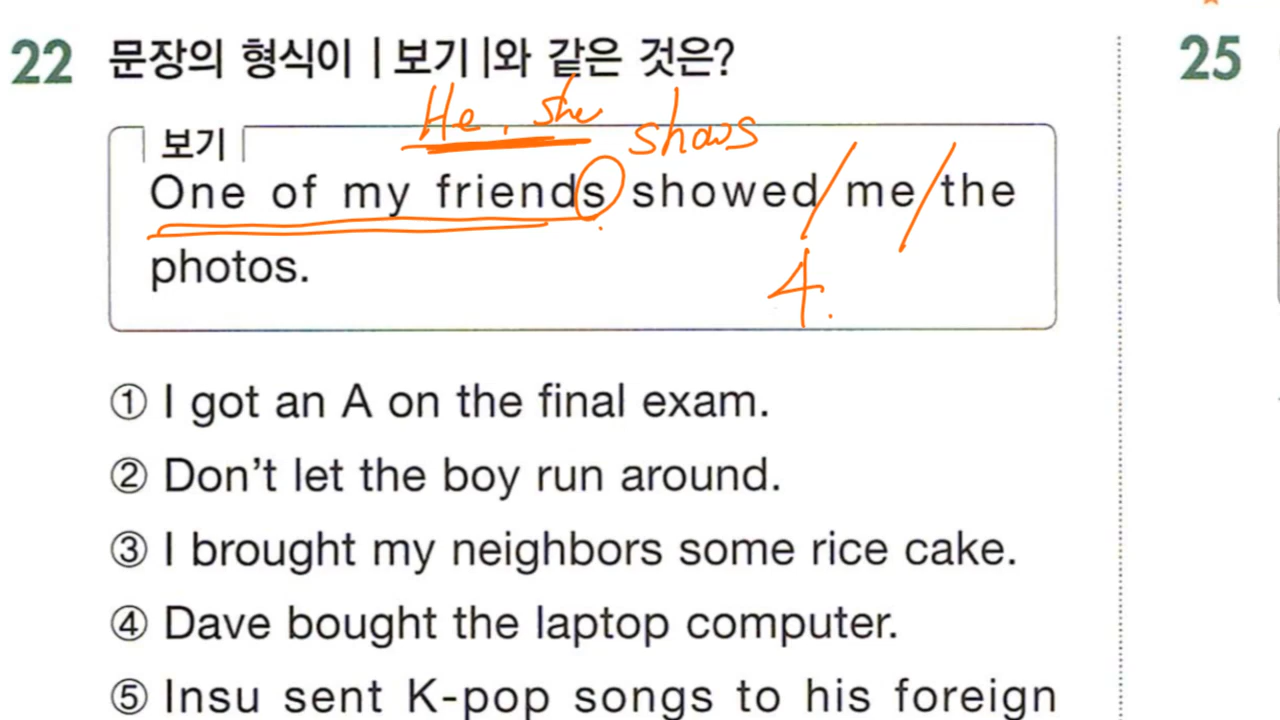 22 문장의 형식이 | 보기 |와 같은 것은?
25
He, she shows
보기
One of my friends showed / me / the
photos.
4.
① I got an A on the final exam.
② Don't let the boy run around.
③ I brought my neighbors some rice cake.
④ Dave bought the laptop computer.
⑤ Insu sent K-pop songs to his foreign